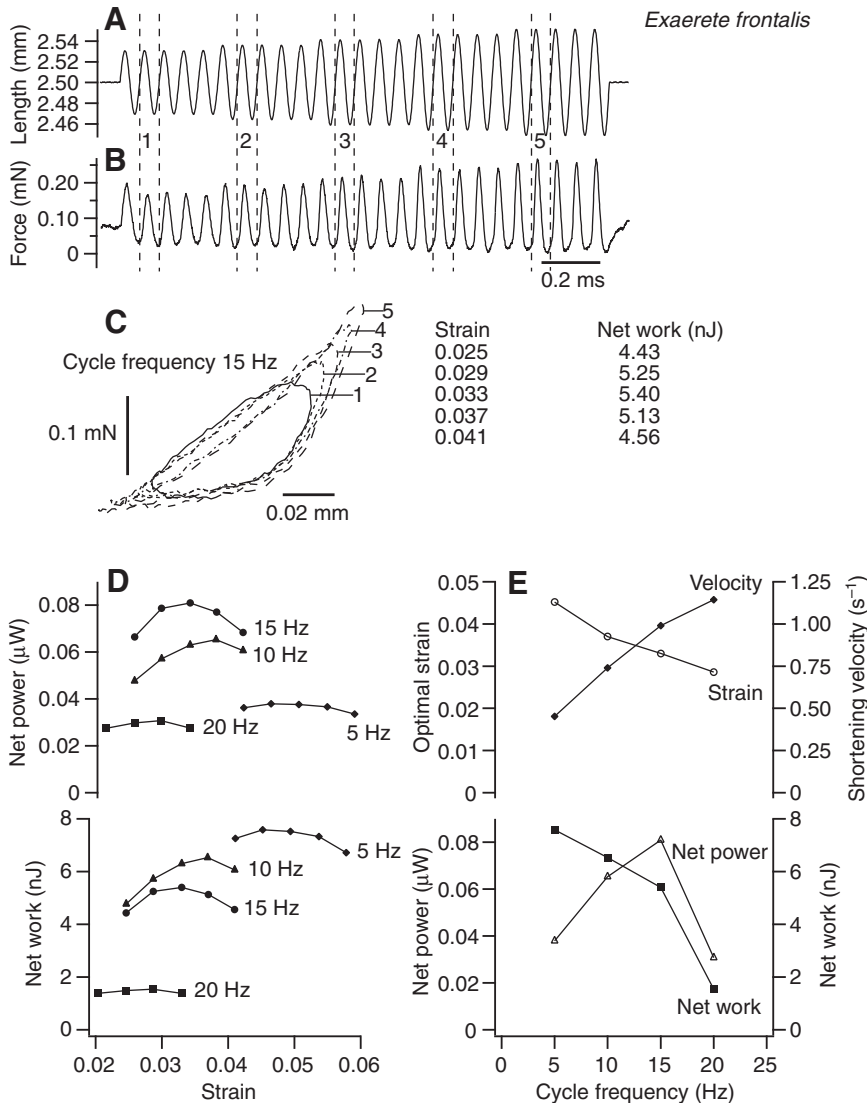 A
Exaerete frontalis
Length (mm)
2.54
2.52
2.50
2.48
2.46
1 2 3 4 5
B
Force (mN)
0.20
0.10
0
0.2 ms
C
Cycle frequency 15 Hz
0.1 mN
5
4
3
2
1
0.02 mm
Strain Net work (nJ)
0.025 4.43
0.029 5.25
0.033 5.40
0.037 5.13
0.041 4.56
D
Net power (µW)
0.08
0.06
0.04
0.02
0
15 Hz
10 Hz
20 Hz
5 Hz
Net work (nJ)
8
6
4
2
0
5 Hz
10 Hz
15 Hz
20 Hz
0.02 0.03 0.04 0.05 0.06
Strain
E
Optimal strain
0.05
0.04
0.03
0.02
0.01
0
Velocity
Strain
1.25
1.00
0.75
0.50
0.25
0
Shortening velocity (s⁻¹)
Net power (µW)
0.08
0.06
0.04
0.02
0
Net power
Net work
8
6
4
2
0
Net work (nJ)
0 5 10 15 20 25
Cycle frequency (Hz)